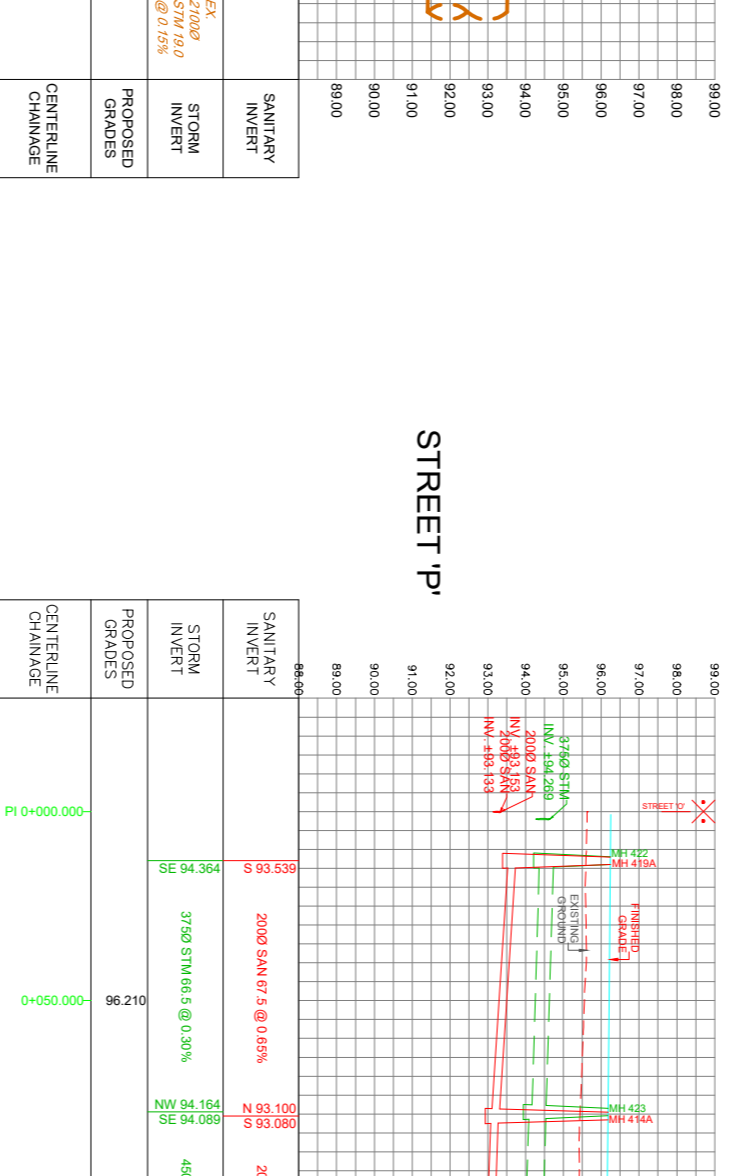 EX.
2100Ø
STM 19.0
@ 0.15%
SANITARY
INVERT
STORM
INVERT
PROPOSED
GRADES
CENTERLINE
CHAINAGE
99.00
98.00
97.00
96.00
95.00
94.00
93.00
92.00
91.00
90.00
89.00
STREET 'P'
99.00
98.00
97.00
96.00
95.00
94.00
93.00
92.00
91.00
90.00
89.00
88.00
SANITARY
INVERT
STORM
INVERT
PROPOSED
GRADES
CENTERLINE
CHAINAGE
STREET 'O'
375Ø STM
INV. ±94.269
200Ø SAN
INV. ±93.153
200Ø SAN
INV. ±93.133
MH 422
MH 419A
FINISHED
GRADE
EXISTING
GROUND
MH 423
MH 414A
S 93.539
200Ø SAN 67.5 @ 0.65%
N 93.100
S 93.080
20
SE 94.364
375Ø STM 66.5 @ 0.30%
NW 94.164
SE 94.089
450
96.210
PI 0+000.000
0+050.000